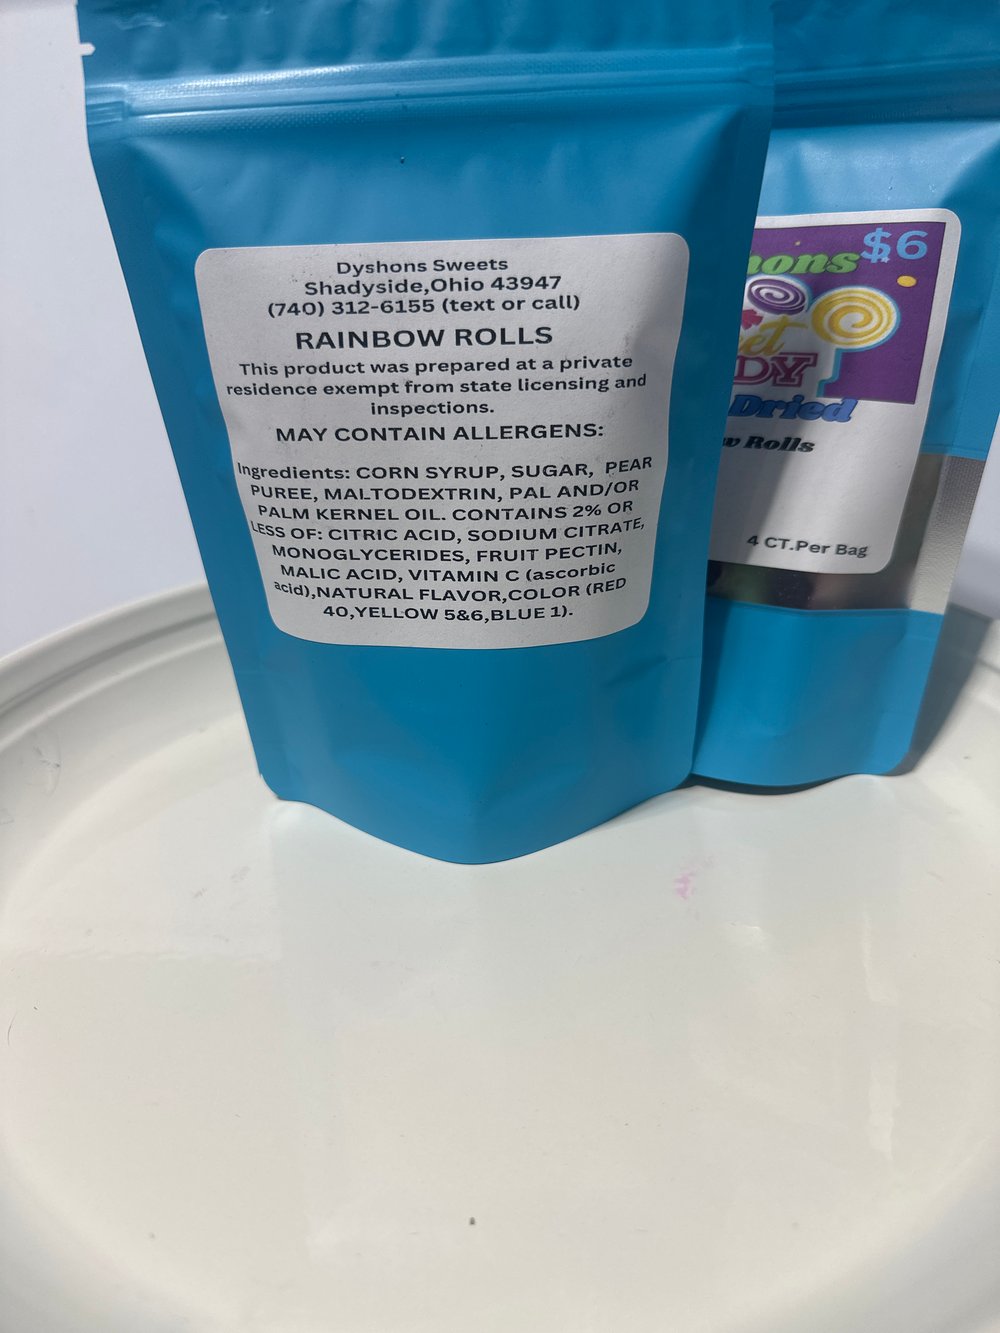 Dyshons Sweets
Shadyside,Ohio 43947
(740) 312-6155 (text or call)
RAINBOW ROLLS
This product was prepared at a private
residence exempt from state licensing and
inspections.
MAY CONTAIN ALLERGENS:
Ingredients: CORN SYRUP, SUGAR, PEAR
PUREE, MALTODEXTRIN, PAL AND/OR
PALM KERNEL OIL. CONTAINS 2% OR
LESS OF: CITRIC ACID, SODIUM CITRATE,
MONOGLYCERIDES, FRUIT PECTIN,
MALIC ACID, VITAMIN C (ascorbic
acid),NATURAL FLAVOR,COLOR (RED
40,YELLOW 5&6,BLUE 1).
$6
Dried
Rolls
4 CT.Per Bag